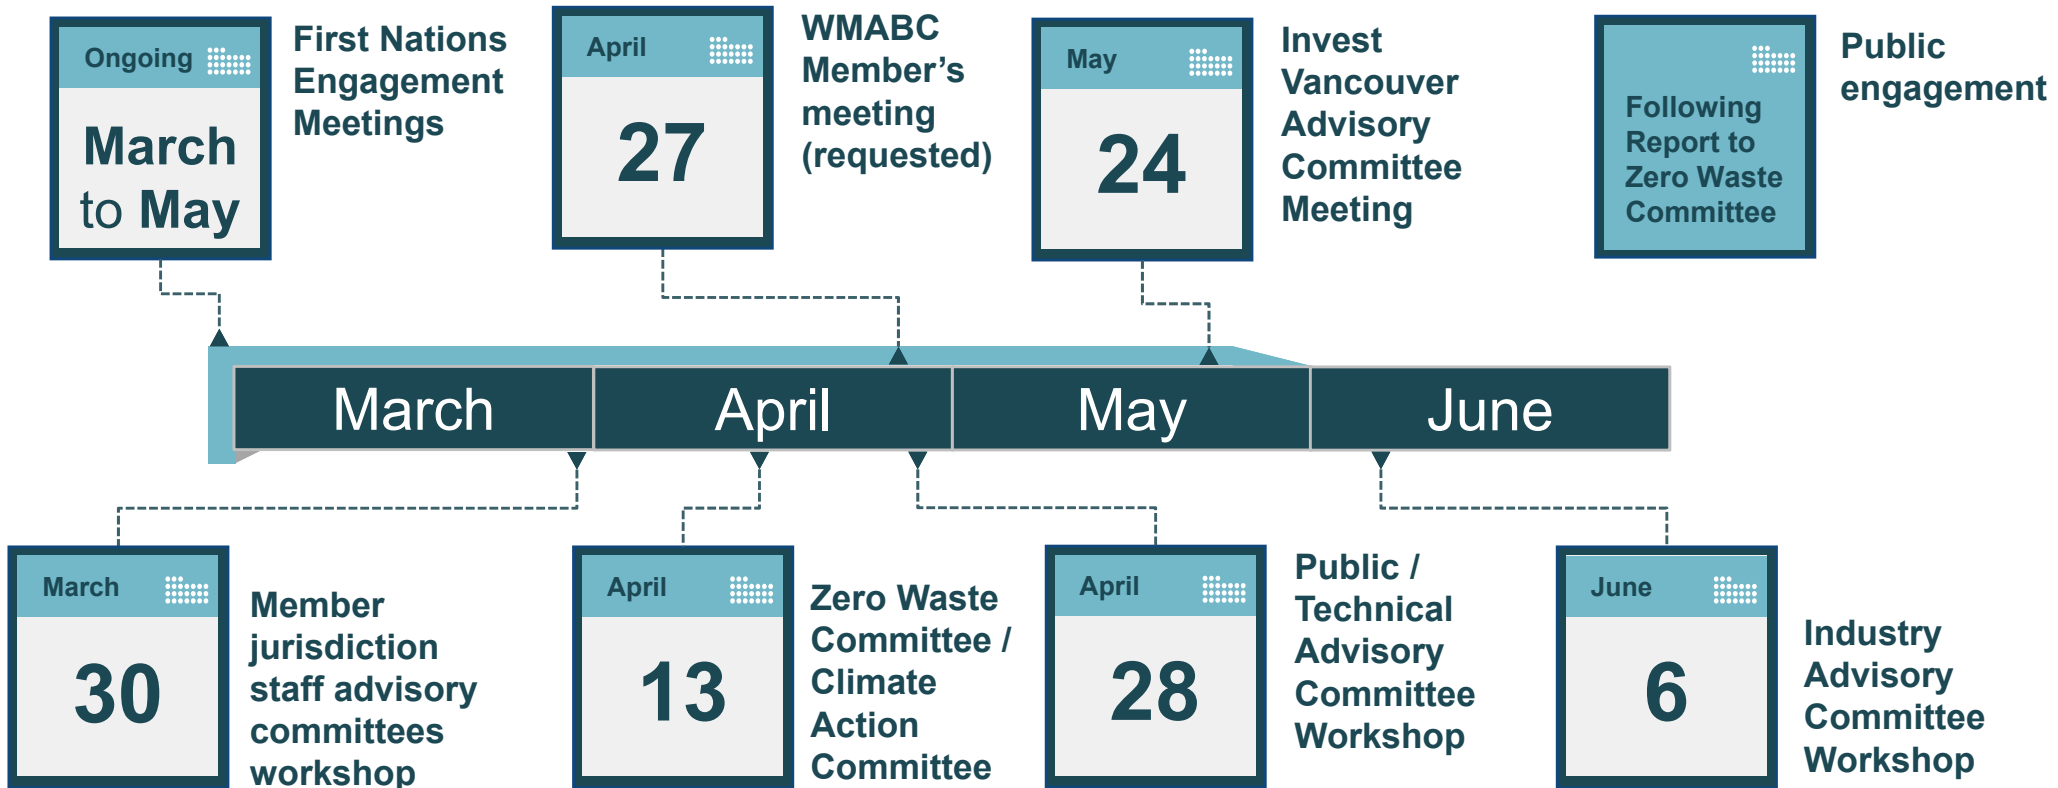 Ongoing
March
to May
First Nations
Engagement
Meetings
April
27
WMABC
Member’s
meeting
(requested)
May
24
Invest
Vancouver
Advisory
Committee
Meeting
Following
Report to
Zero Waste
Committee
Public
engagement
March
April
May
June
March
30
Member
jurisdiction
staff advisory
committees
workshop
April
13
Zero Waste
Committee /
Climate
Action
Committee
April
28
Public /
Technical
Advisory
Committee
Workshop
June
6
Industry
Advisory
Committee
Workshop